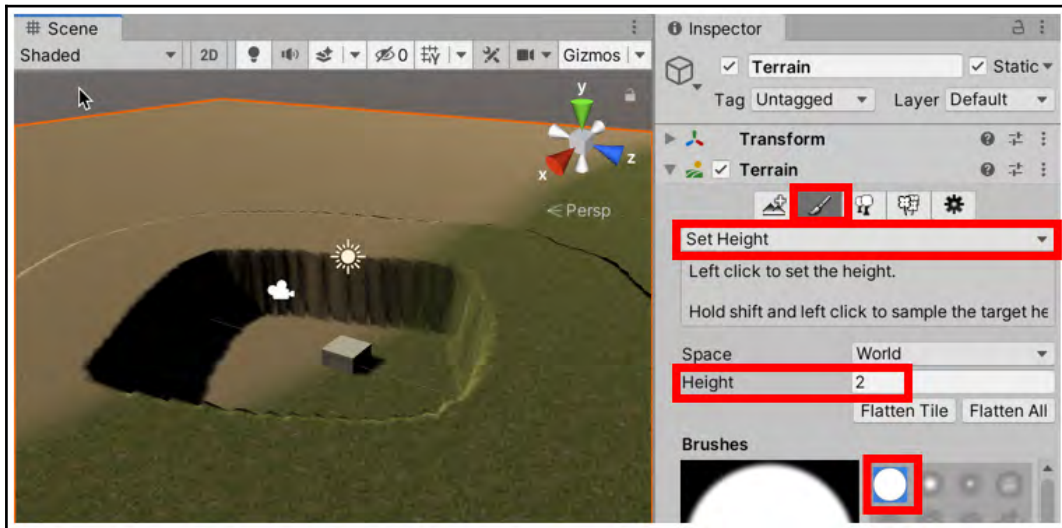 # Scene
Shaded 2D 0 Gizmos
y
x
z
Persp
Inspector
Terrain Static
Tag Untagged Layer Default
Transform
Terrain
Set Height
Left click to set the height.
Hold shift and left click to sample the target he
Space World
Height 2
Flatten Tile Flatten All
Brushes